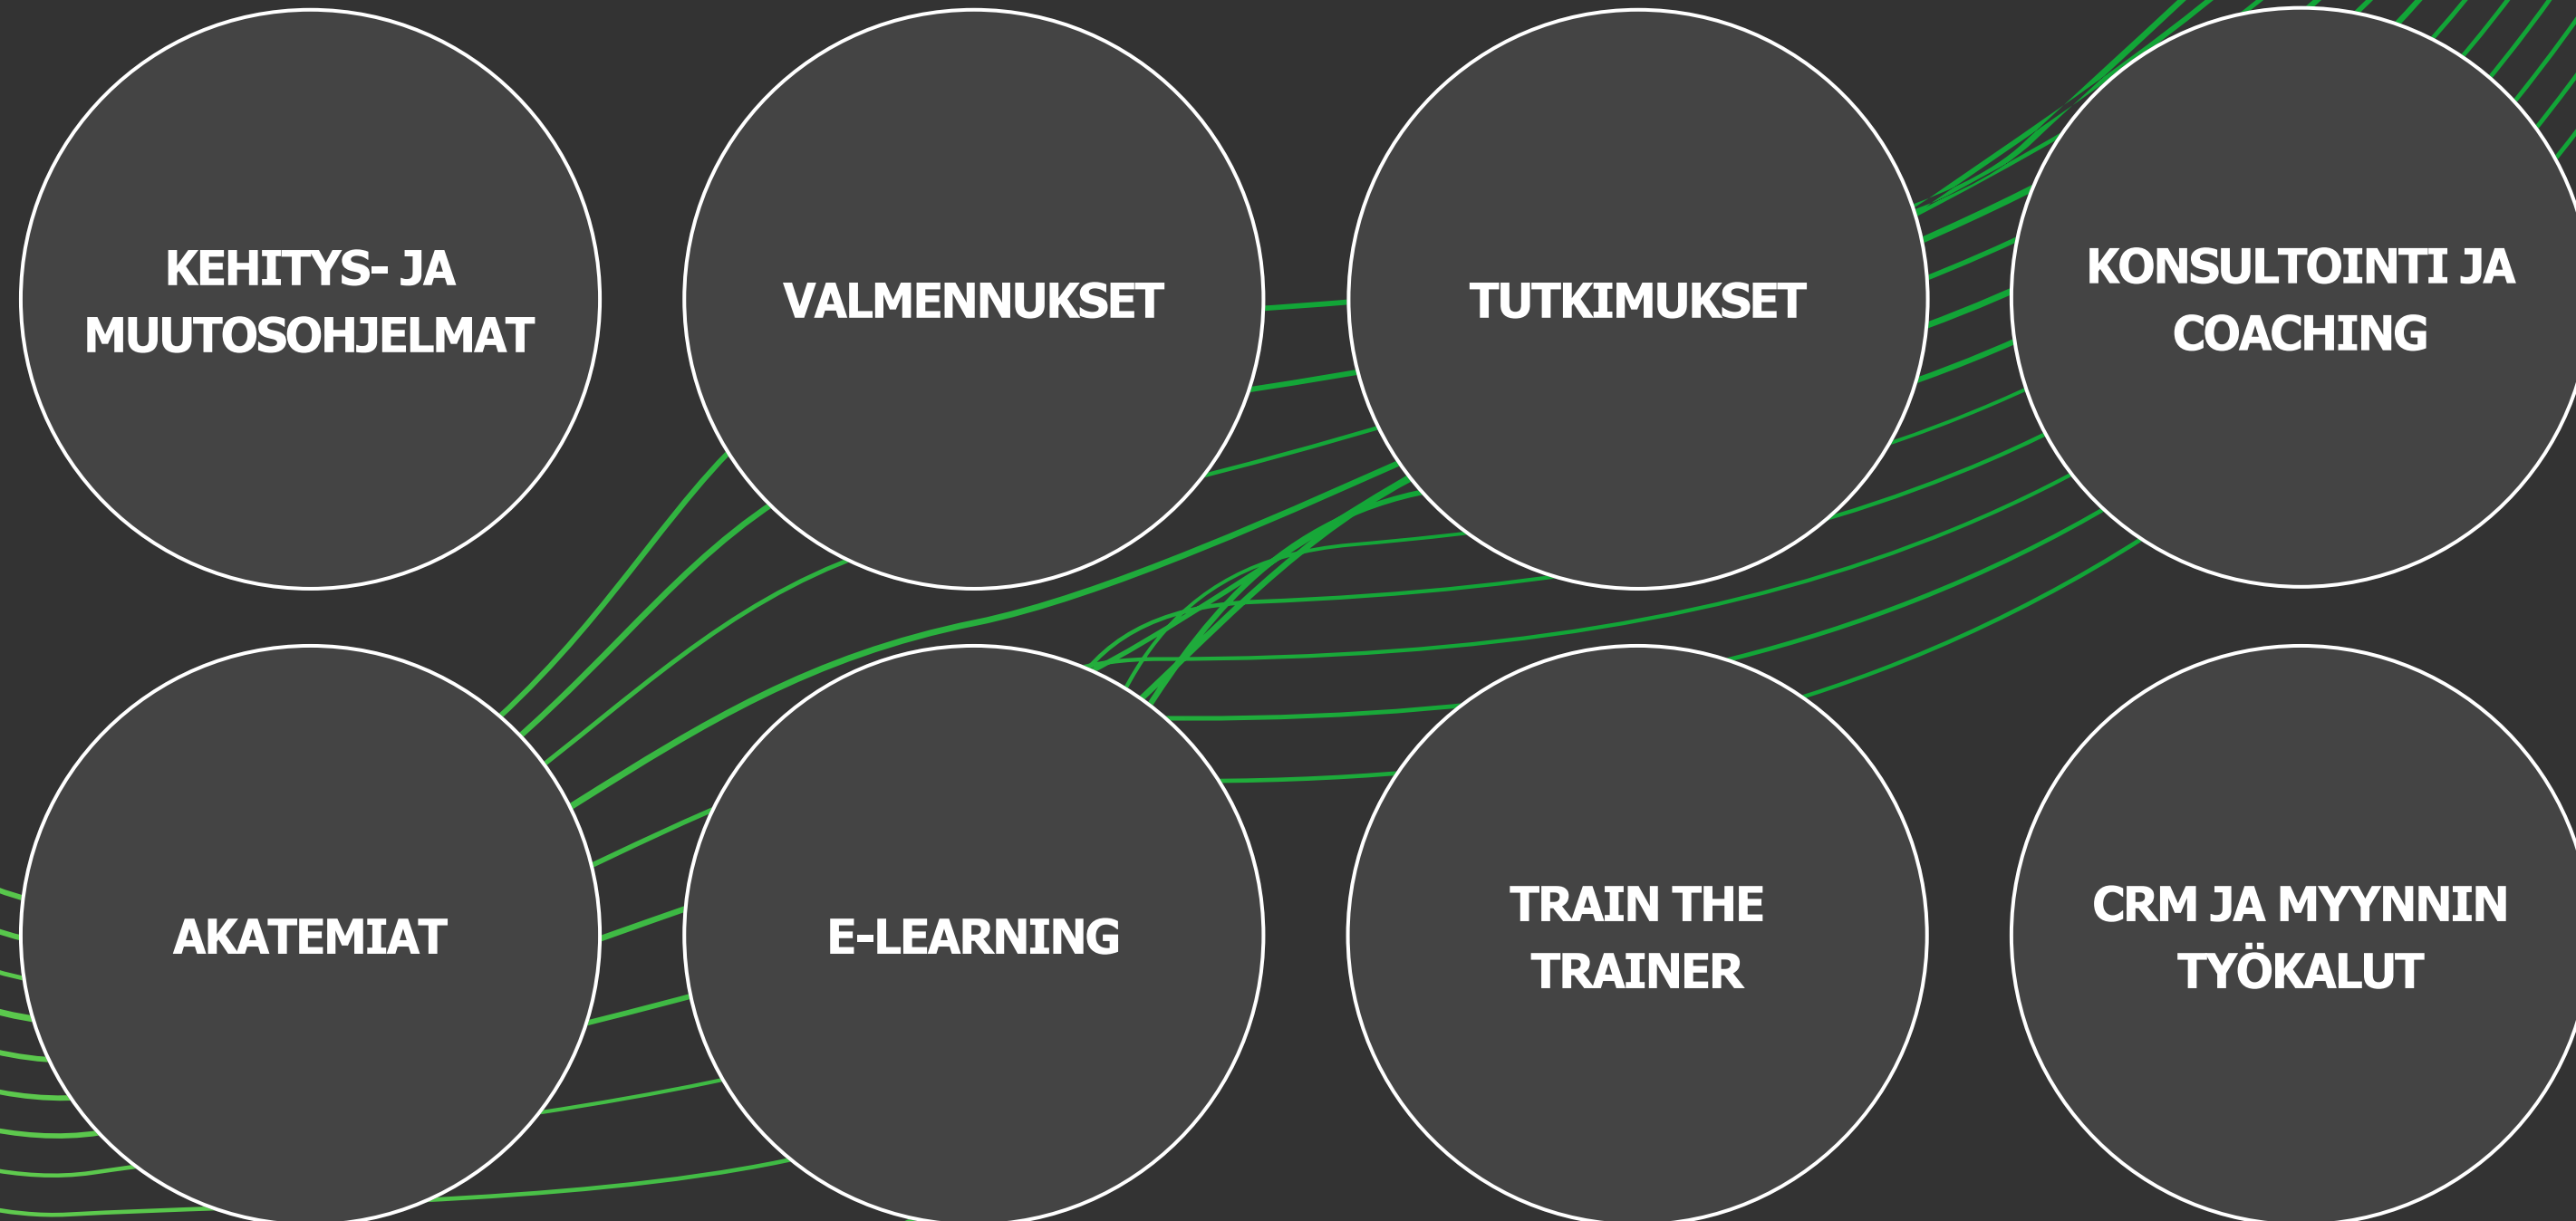 KEHITYS- JA
MUUTOSOHJELMAT
VALMENNUKSET
TUTKIMUKSET
KONSULTOINTI JA
COACHING
AKATEMIAT
E-LEARNING
TRAIN THE
TRAINER
CRM JA MYYNNIN
TYÖKALUT